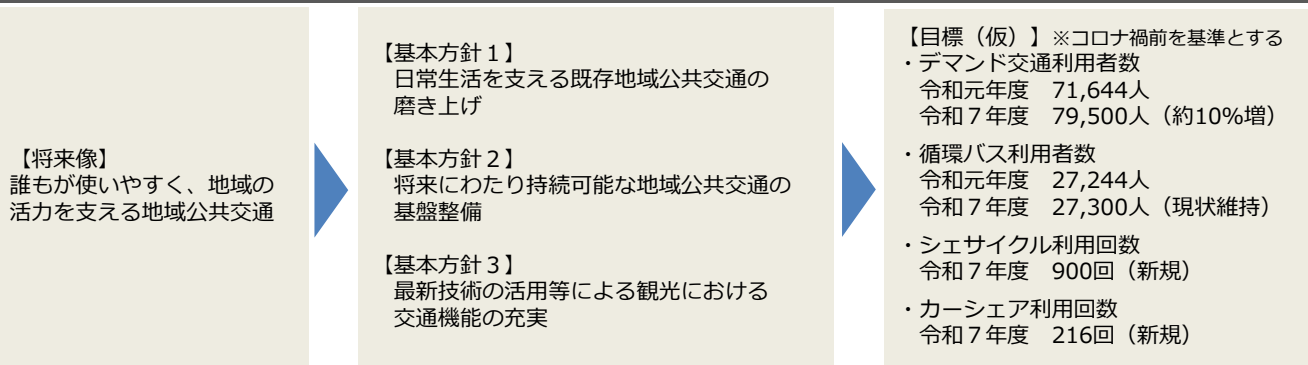 【将来像】
誰もが使いやすく、地域の
活力を支える地域公共交通
【基本方針１】
日常生活を支える既存地域公共交通の
磨き上げ
【基本方針２】
将来にわたり持続可能な地域公共交通の
基盤整備
【基本方針３】
最新技術の活用等による観光における
交通機能の充実
【目標（仮）】※コロナ禍前を基準とする
・デマンド交通利用者数
令和元年度　71,644人
令和７年度　79,500人（約10%増）
・循環バス利用者数
令和元年度　27,244人
令和７年度　27,300人（現状維持）
・シェサイクル利用回数
令和７年度　900回（新規）
・カーシェア利用回数
令和７年度　216回（新規）